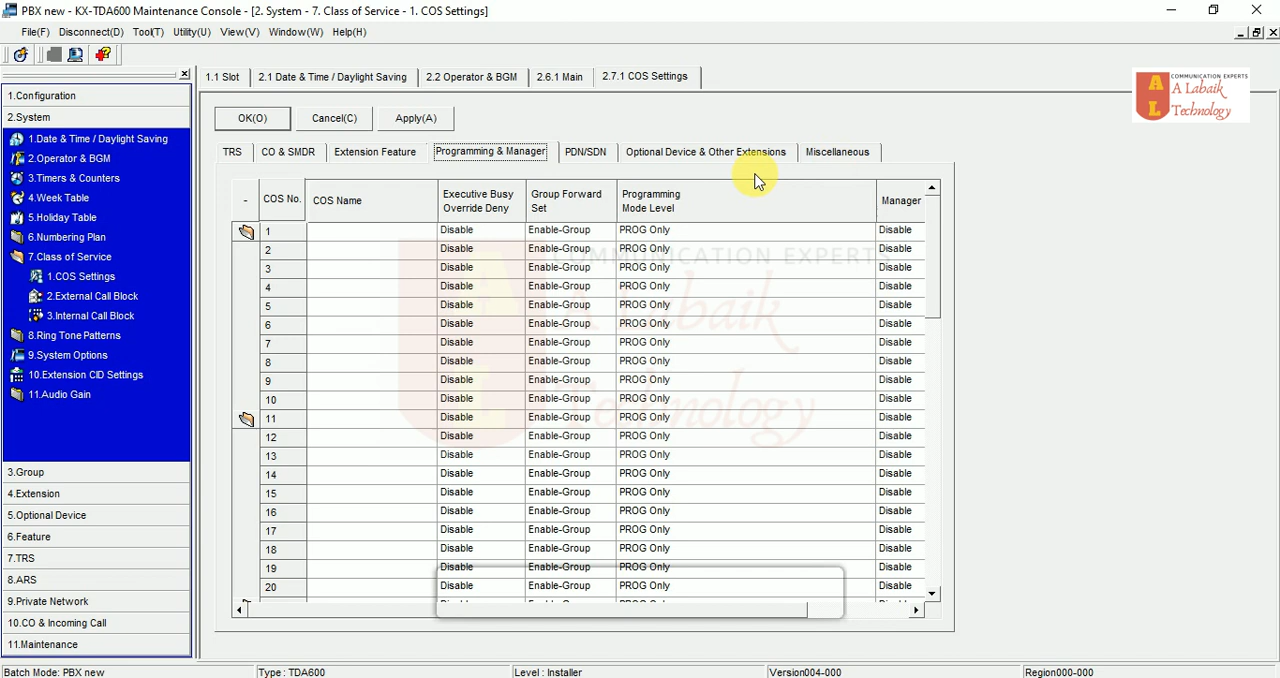 PBX new - KX-TDA600 Maintenance Console - [2. System - 7. Class of Service - 1. COS Settings]
File(F) Disconnect(D) Tool(T) Utility(U) View(V) Window(W) Help(H)
1.1 Slot 2.1 Date & Time / Daylight Saving 2.2 Operator & BGM 2.6.1 Main 2.7.1 COS Settings
COMMUNICATION EXPERTS
A Labaik
Technology
A
L
1.Configuration
2.System
1.Date & Time / Daylight Saving
2.Operator & BGM
3.Timers & Counters
4.Week Table
5.Holiday Table
6.Numbering Plan
7.Class of Service
1.COS Settings
2.External Call Block
3.Internal Call Block
8.Ring Tone Patterns
9.System Options
10.Extension CID Settings
11.Audio Gain
3.Group
4.Extension
5.Optional Device
6.Feature
7.TRS
8.ARS
9.Private Network
10.CO & Incoming Call
11.Maintenance
OK(O) Cancel(C) Apply(A)
TRS CO & SMDR Extension Feature Programming & Manager PDN/SDN Optional Device & Other Extensions Miscellaneous
- COS No. COS Name Executive Busy Override Deny Group Forward Set Programming Mode Level Manager
1 Disable Enable-Group PROG Only Disable
2 Disable Enable-Group PROG Only Disable
3 Disable Enable-Group PROG Only Disable
4 Disable Enable-Group PROG Only Disable
5 Disable Enable-Group PROG Only Disable
6 Disable Enable-Group PROG Only Disable
7 Disable Enable-Group PROG Only Disable
8 Disable Enable-Group PROG Only Disable
9 Disable Enable-Group PROG Only Disable
10 Disable Enable-Group PROG Only Disable
11 Disable Enable-Group PROG Only Disable
12 Disable Enable-Group PROG Only Disable
13 Disable Enable-Group PROG Only Disable
14 Disable Enable-Group PROG Only Disable
15 Disable Enable-Group PROG Only Disable
16 Disable Enable-Group PROG Only Disable
17 Disable Enable-Group PROG Only Disable
18 Disable Enable-Group PROG Only Disable
19 Disable Enable-Group PROG Only Disable
20 Disable Enable-Group PROG Only Disable
COMMUNICATION EXPERTS
A Labaik
Technology
A
L
Batch Mode: PBX new Type : TDA600 Level : Installer Version004-000 Region000-000